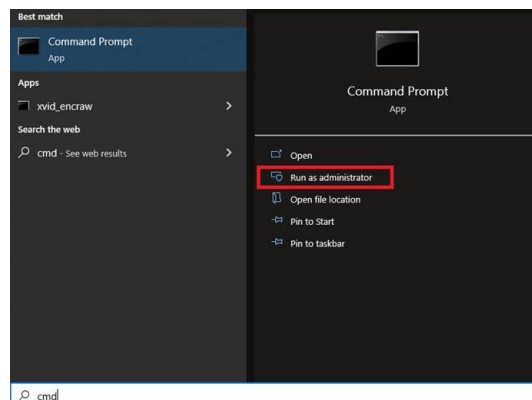 Best match
Command Prompt
App
Apps
xvid_encraw
Search the web
cmd - See web results
Command Prompt
App
Open
Run as administrator
Open file location
Pin to Start
Pin to taskbar
cmd